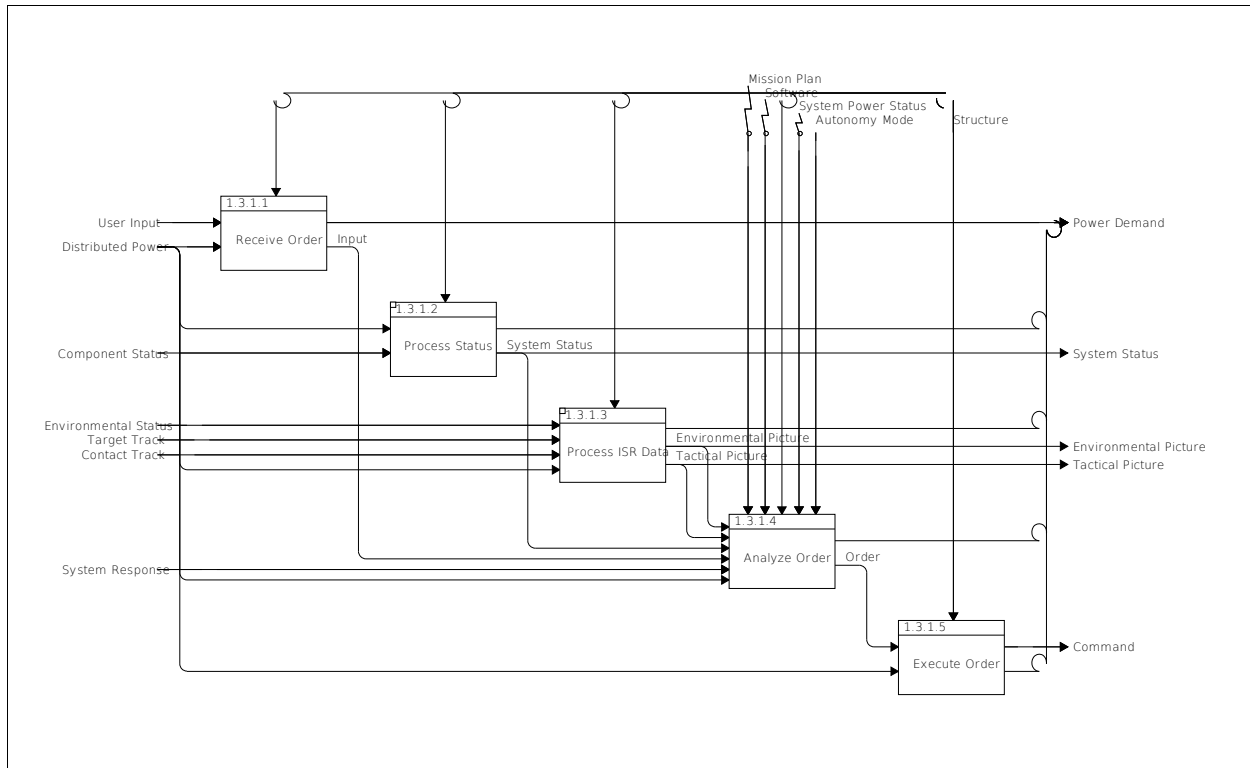 Mission Plan
Software
System Power Status
Autonomy Mode
Structure
1.3.1.1
User Input
Power Demand
Receive Order
Input
Distributed Power
1.3.1.2
Process Status
System Status
Component Status
System Status
1.3.1.3
Environmental Status
Environmental Picture
Target Track
Environmental Picture
Process ISR Data
Tactical Picture
Contact Track
Tactical Picture
1.3.1.4
Analyze Order
Order
System Response
1.3.1.5
Command
Execute Order